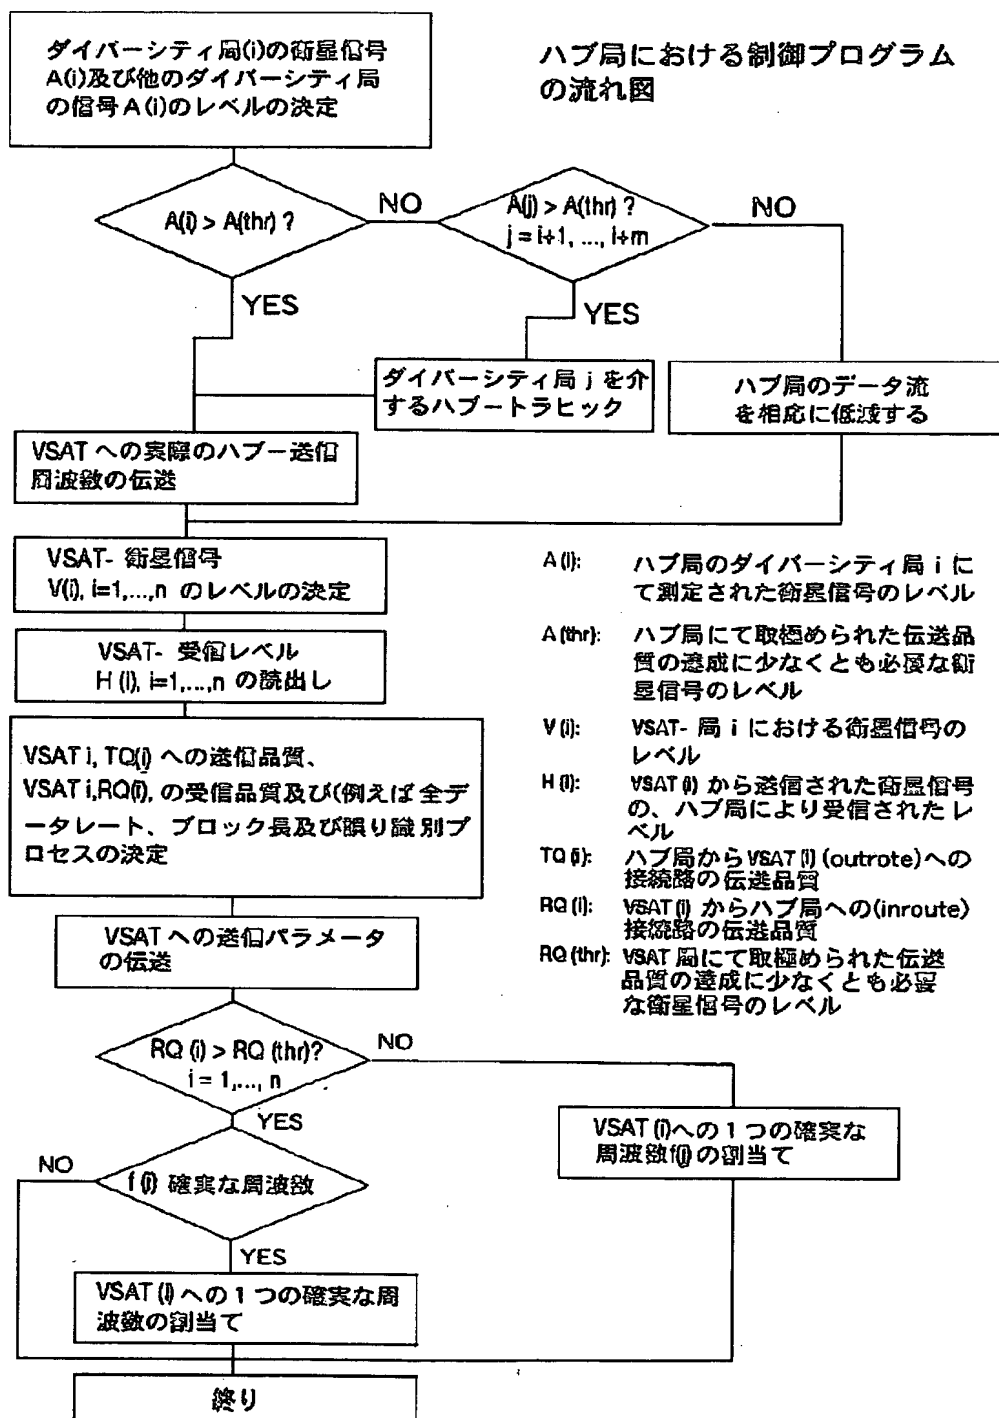 ダイバーシティ局(i)の衛星信号
A(i)及び他のダイバーシティ局
の信号A(i)のレベルの決定
ハブ局における制御プログラム
の流れ図
A(i) > A(thr) ?
NO
A(j) > A(thr) ?
j = i+1, ..., i+m
NO
YES
YES
ダイバーシティ局 j を介
するハブートラヒック
ハブ局のデータ流
を相応に低減する
VSAT への実際のハブー送信
周波数の伝送
VSAT- 衛星信号
V(i), i=1,...,n のレベルの決定
VSAT- 受信レベル
H (i), i=1,...,n の読出し
VSAT i, TQ(i) への送信品質、
VSAT i,RQ(i), の受信品質及び(例えば全デ
ータレート、ブロック長及び誤り識別プ
ロセスの決定
VSAT への送信パラメータ
の伝送
A (i): ハブ局のダイバーシティ局 i に
て測定された衛星信号のレベル
A (thr): ハブ局にて取極められた伝送品
質の達成に少なくとも必要な衛
星信号のレベル
V (i): VSAT- 局 i における衛星信号の
レベル
H (i): VSAT (i) から送信された衛星信号
の、ハブ局により受信されたレ
ベル
TQ (i): ハブ局から VSAT (i) (outrote)への
接続路の伝送品質
RQ (i): VSAT (i) からハブ局への(inroute)
接続路の伝送品質
RQ (thr): VSAT 局にて取極められた伝送
品質の達成に少なくとも必要
な衛星信号のレベル
RQ (i) > RQ (thr)?
i = 1,..., n
NO
YES
VSAT (i)への1つの確実な
周波数f(j)の割当て
NO
f (i) 確実な周波数
YES
VSAT (i) への1つの確実な周
波数の割当て
終り